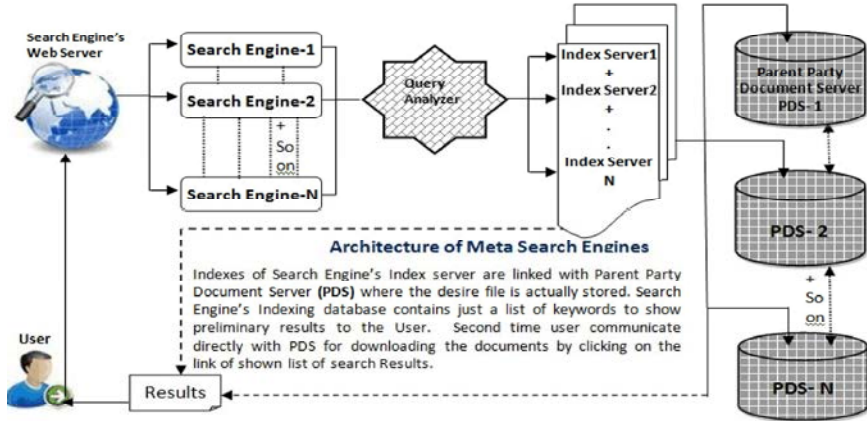 Search Engine's
Web Server
Search Engine-1
Search Engine-2
+
So
on
Search Engine-N
Query
Analyzer
Index Server1
+
Index Server2
+
.
.
Index Server
N
Parent Party
Document Server
PDS-1
PDS- 2
+
So
on
PDS- N
Architecture of Meta Search Engines
Indexes of Search Engine's Index server are linked with Parent Party
Document Server (PDS) where the desire file is actually stored. Search
Engine's Indexing database contains just a list of keywords to show
preliminary results to the User. Second time user communicate
directly with PDS for downloading the documents by clicking on the
link of shown list of search Results.
User
Results